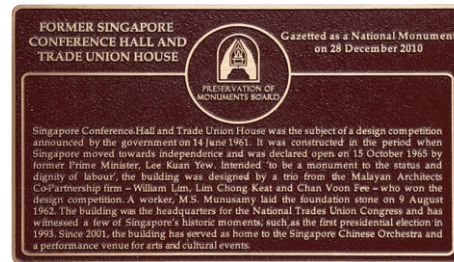 FORMER SINGAPORE
CONFERENCE HALL AND
TRADE UNION HOUSE
Gazetted as a National Monument
on 28 December 2010
PRESERVATION OF
MONUMENTS BOARD
Singapore Conference Hall and Trade Union House was the subject of a design competition
announced by the government on 14 June 1961. It was constructed in the period when
Singapore moved towards independence and was declared open on 15 October 1965 by
former Prime Minister, Lee Kuan Yew. Intended 'to be a monument to the status and
dignity of labour', the building was designed by a trio from the Malayan Architects
Co-Partnership firm – William Lim, Lim Chong Keat and Chan Voon Fee – who won the
design competition. A worker, M.S. Munusamy laid the foundation stone on 9 August
1962. The building was the headquarters for the National Trades Union Congress and has
witnessed a few of Singapore's historic moments, such as the first presidential election in
1993. Since 2001, the building has served as home to the Singapore Chinese Orchestra and
a performance venue for arts and cultural events.